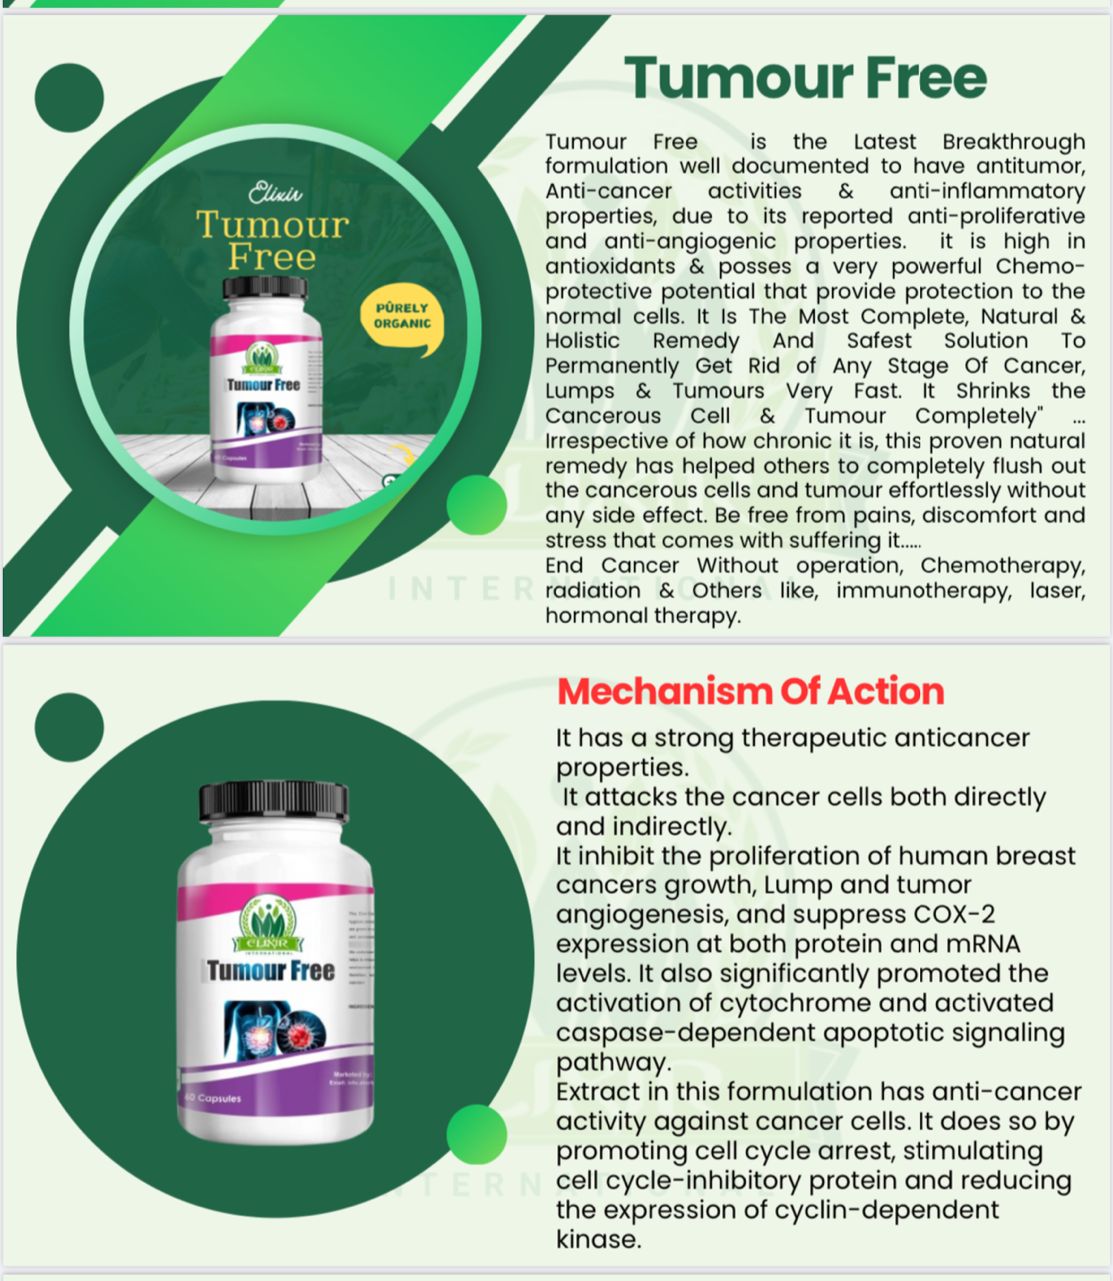 Tumour Free
Tumour Free is the Latest Breakthrough
formulation well documented to have antitumor,
Anti-cancer activities & anti-inflammatory
properties, due to its reported anti-proliferative
and anti-angiogenic properties. it is high in
antioxidants & posses a very powerful Chemo-
protective potential that provide protection to the
normal cells. It Is The Most Complete, Natural &
Holistic Remedy And Safest Solution To
Permanently Get Rid of Any Stage Of Cancer,
Lumps & Tumours Very Fast. It Shrinks the
Cancerous Cell & Tumour Completely" ...
Irrespective of how chronic it is, this proven natural
remedy has helped others to completely flush out
the cancerous cells and tumour effortlessly without
any side effect. Be free from pains, discomfort and
stress that comes with suffering it.....
End Cancer Without operation, Chemotherapy,
radiation & Others like, immunotherapy, laser,
hormonal therapy.
Elixir
Tumour
Free
PÛRELY
ORGANIC
ELIXIR
Tumour Free
Capsules
INTERNATIONAL
Mechanism Of Action
It has a strong therapeutic anticancer
properties.
It attacks the cancer cells both directly
and indirectly.
It inhibit the proliferation of human breast
cancers growth, Lump and tumor
angiogenesis, and suppress COX-2
expression at both protein and mRNA
levels. It also significantly promoted the
activation of cytochrome and activated
caspase-dependent apoptotic signaling
pathway.
Extract in this formulation has anti-cancer
activity against cancer cells. It does so by
promoting cell cycle arrest, stimulating
cell cycle-inhibitory protein and reducing
the expression of cyclin-dependent
kinase.
ELIXIR
INTERNATIONAL
Tumour Free
60 Capsules
Marketed by